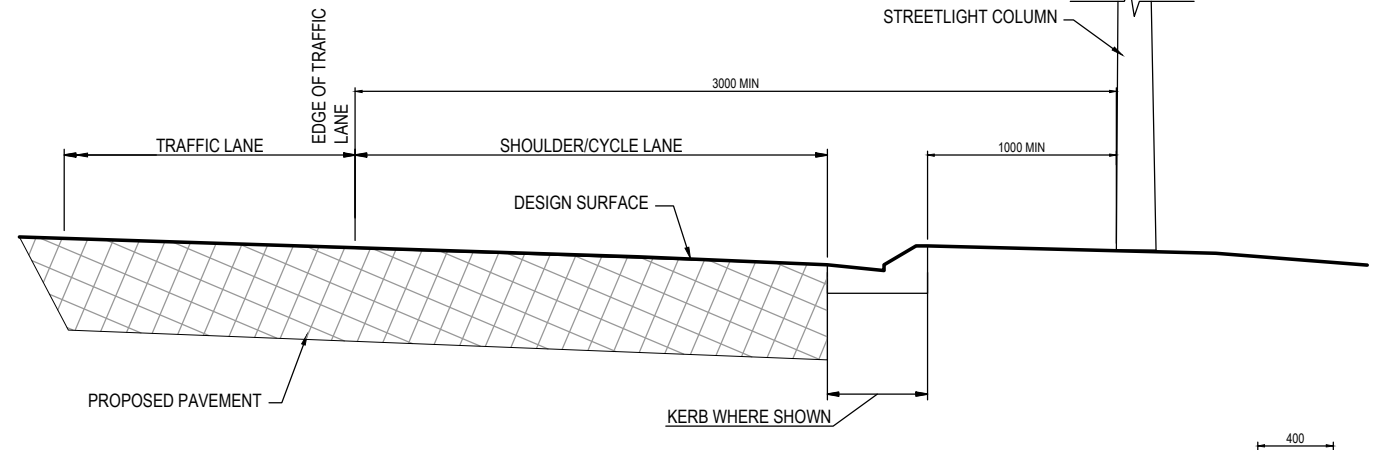 STREETLIGHT COLUMN
EDGE OF TRAFFIC
LANE
3000 MIN
TRAFFIC LANE
SHOULDER/CYCLE LANE
1000 MIN
DESIGN SURFACE
PROPOSED PAVEMENT
KERB WHERE SHOWN
400